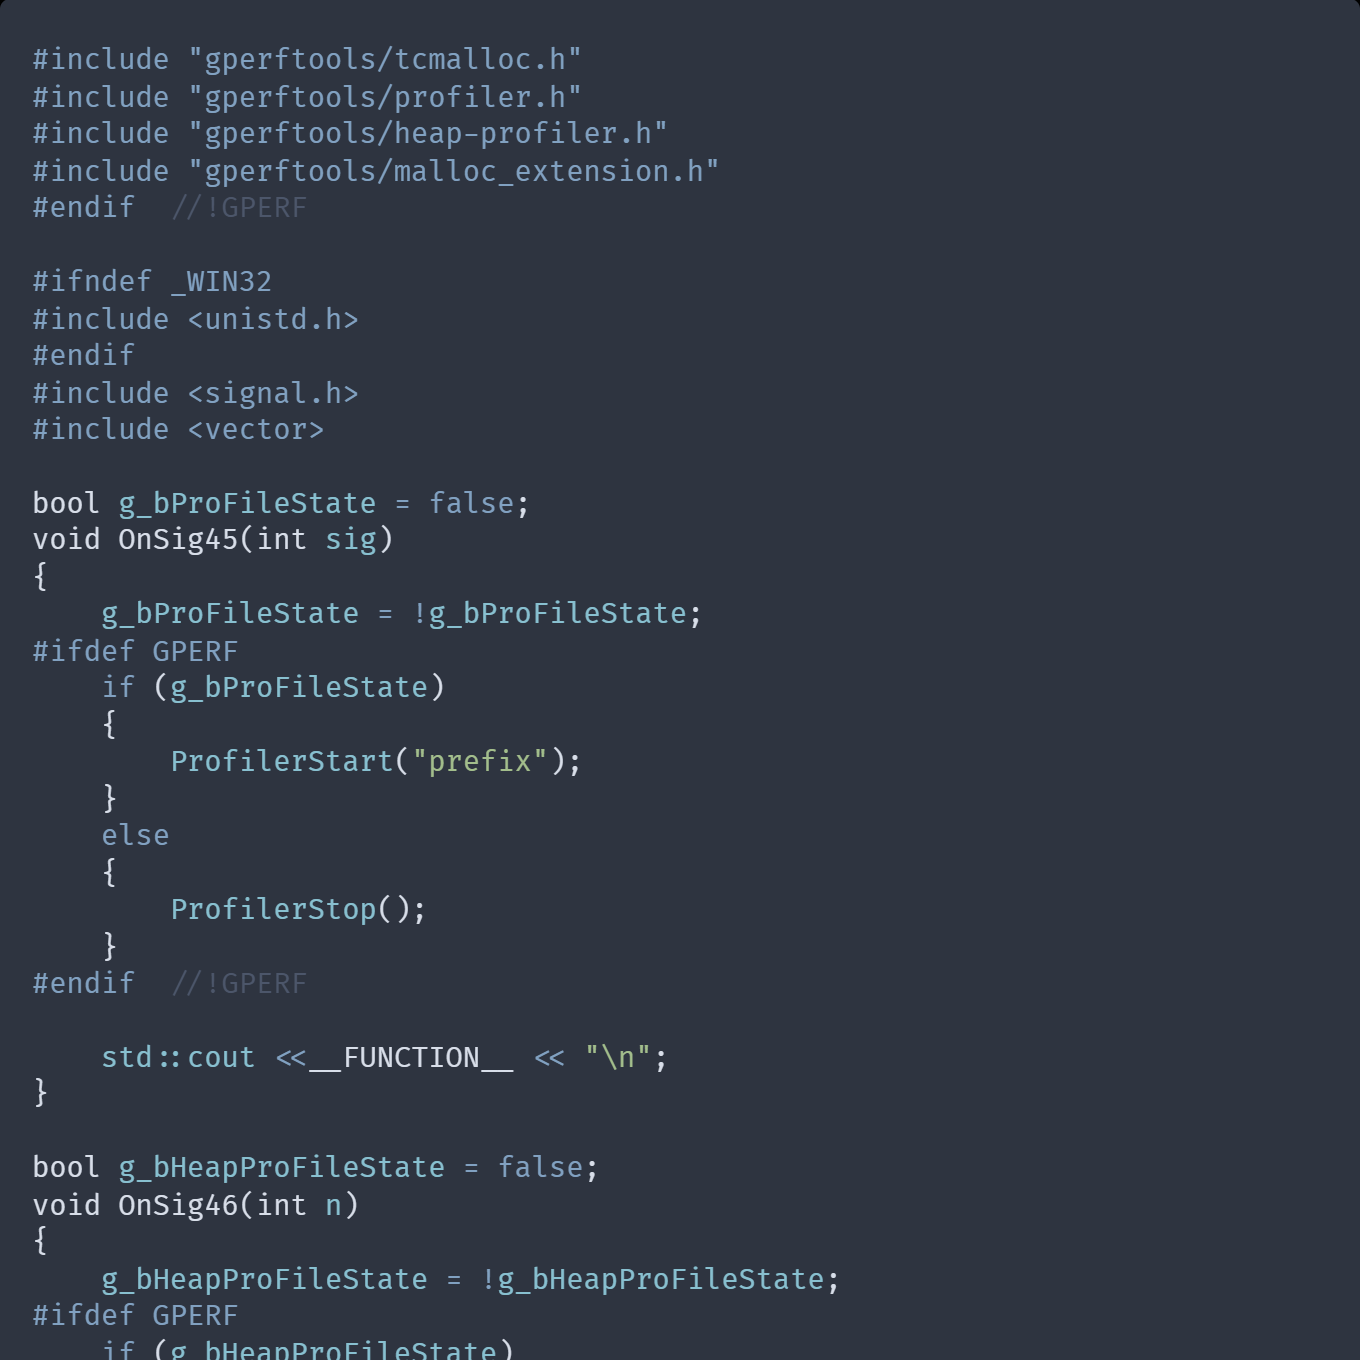 #include "gperftools/tcmalloc.h"
#include "gperftools/profiler.h"
#include "gperftools/heap-profiler.h"
#include "gperftools/malloc_extension.h"
#endif  //!GPERF

#ifndef _WIN32
#include <unistd.h>
#endif
#include <signal.h>
#include <vector>

bool g_bProFileState = false;
void OnSig45(int sig)
{
    g_bProFileState = !g_bProFileState;
#ifdef GPERF
    if (g_bProFileState)
    {
        ProfilerStart("prefix");
    }
    else
    {
        ProfilerStop();
    }
#endif  //!GPERF

    std::cout <<__FUNCTION__ << "\n";
}

bool g_bHeapProFileState = false;
void OnSig46(int n)
{
    g_bHeapProFileState = !g_bHeapProFileState;
#ifdef GPERF
    if (g_bHeapProFileState)